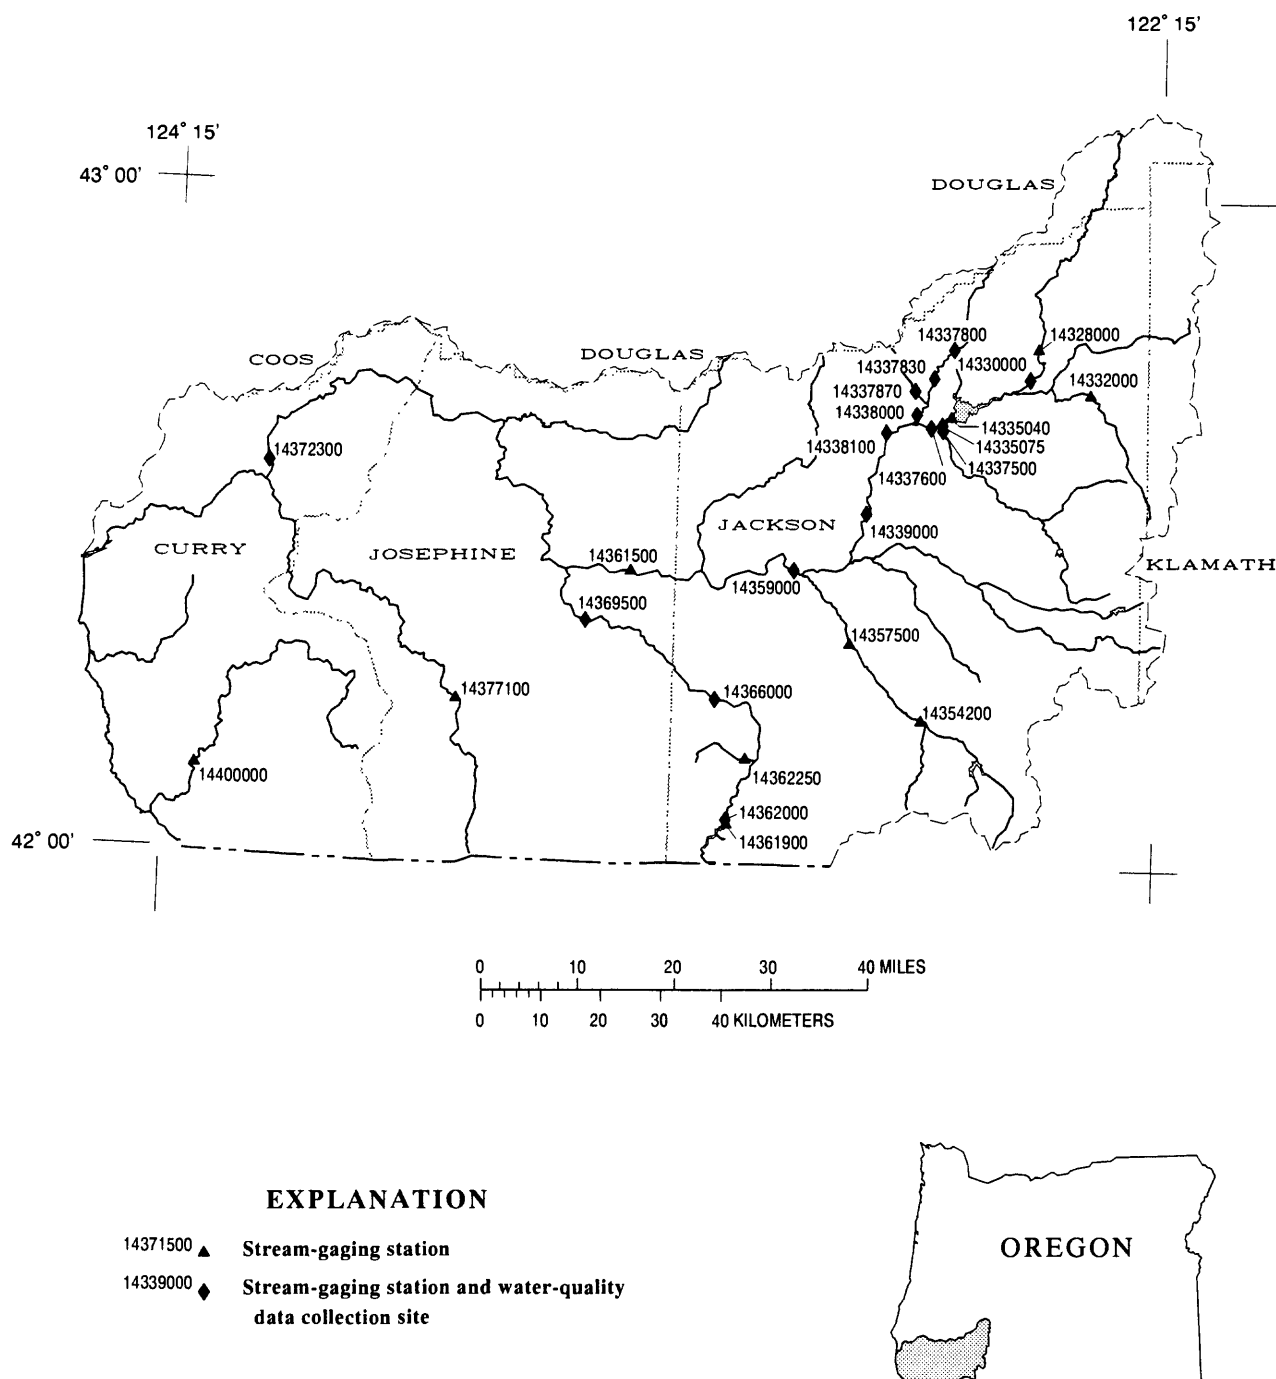 122° 15'
124° 15'
43° 00'
DOUGLAS
14337800
14328000
COOS
DOUGLAS
14337830
14330000
14332000
14337870
14338000
14335040
14372300
14338100
14335075
14337500
14337600
JACKSON
14339000
CURRY
JOSEPHINE
14361500
KLAMATH
14359000
14369500
14357500
14377100
14366000
14354200
14400000
14362250
14362000
42° 00'
14361900
0 10 20 30 40 MILES
0 10 20 30 40 KILOMETERS
EXPLANATION
14371500 Stream-gaging station
OREGON
14339000 Stream-gaging station and water-quality
data collection site